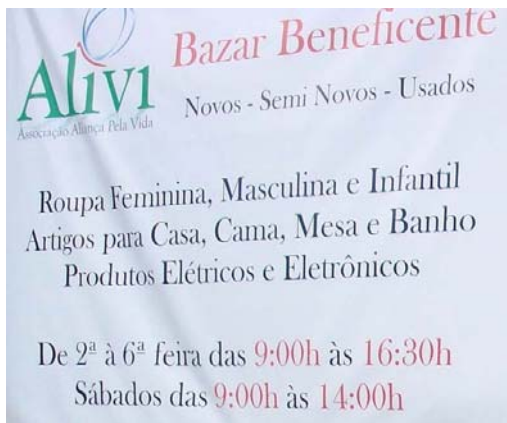 Bazar Beneficente
Alivi
Associação Aliança Pela Vida
Novos - Semi Novos - Usados
Roupa Feminina, Masculina e Infantil
Artigos para Casa, Cama, Mesa e Banho
Produtos Elétricos e Eletrônicos
De 2ª à 6ª feira das 9:00h às 16:30h
Sábados das 9:00h às 14:00h